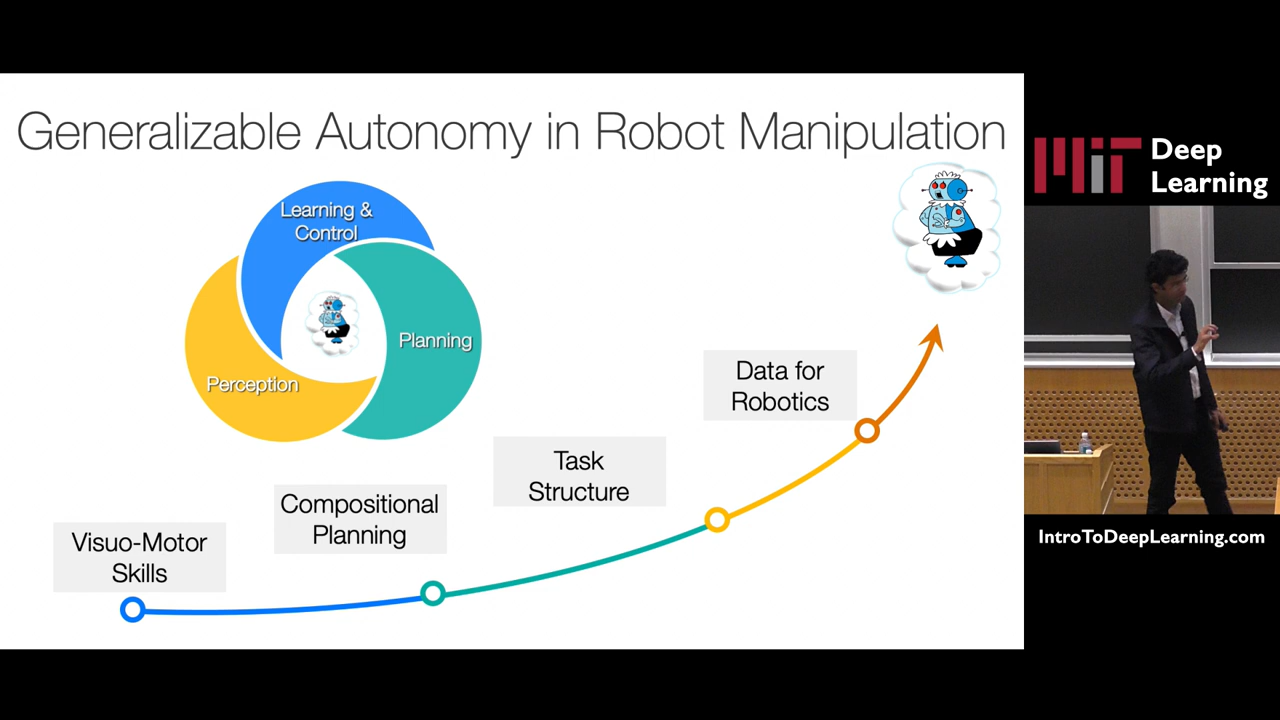 Generalizable Autonomy in Robot Manipulation
Learning &
Control
Planning
Perception
Visuo-Motor
Skills
Compositional
Planning
Task
Structure
Data for
Robotics
MIT
Deep
Learning
IntroToDeepLearning.com